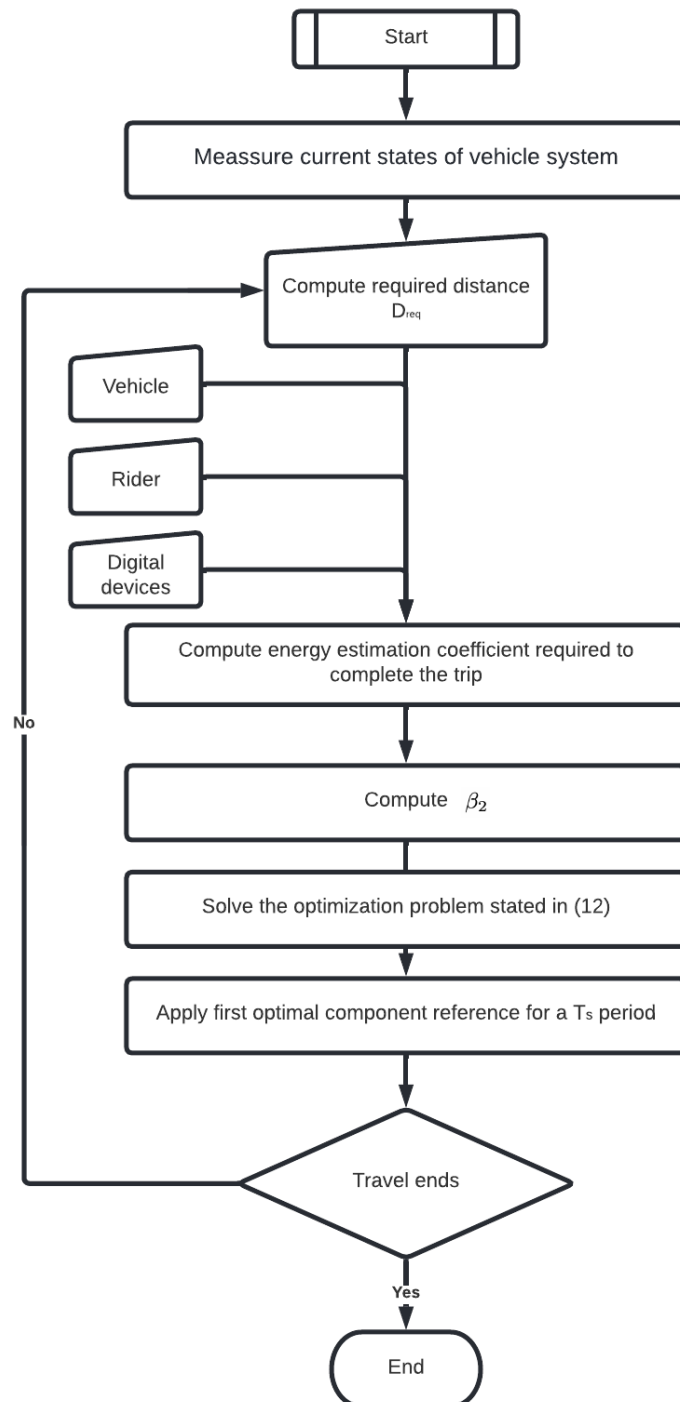 Start
Meassure current states of vehicle system
Compute required distance
Dreq
Vehicle
Rider
Digital
devices
Compute energy estimation coefficient required to
complete the trip
No
Compute β₂
Solve the optimization problem stated in (12)
Apply first optimal component reference for a Ts period
Travel ends
Yes
End